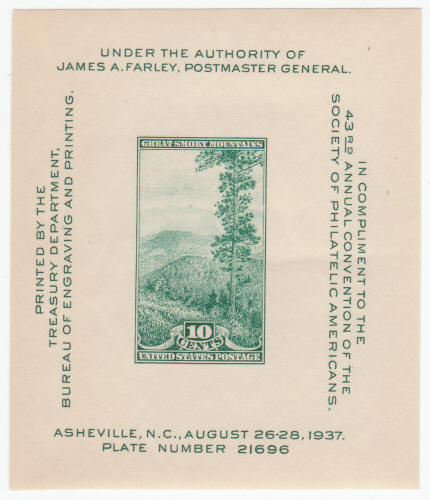 UNDER THE AUTHORITY OF
JAMES A. FARLEY, POSTMASTER GENERAL.
PRINTED BY THE
TREASURY DEPARTMENT,
BUREAU OF ENGRAVING AND PRINTING.
GREAT SMOKY MOUNTAINS
10
CENTS
UNITED STATES POSTAGE
IN COMPLIMENT TO THE
43RD ANNUAL CONVENTION OF THE
SOCIETY OF PHILATELIC AMERICANS.
ASHEVILLE, N.C., AUGUST 26-28, 1937.
PLATE NUMBER 21696